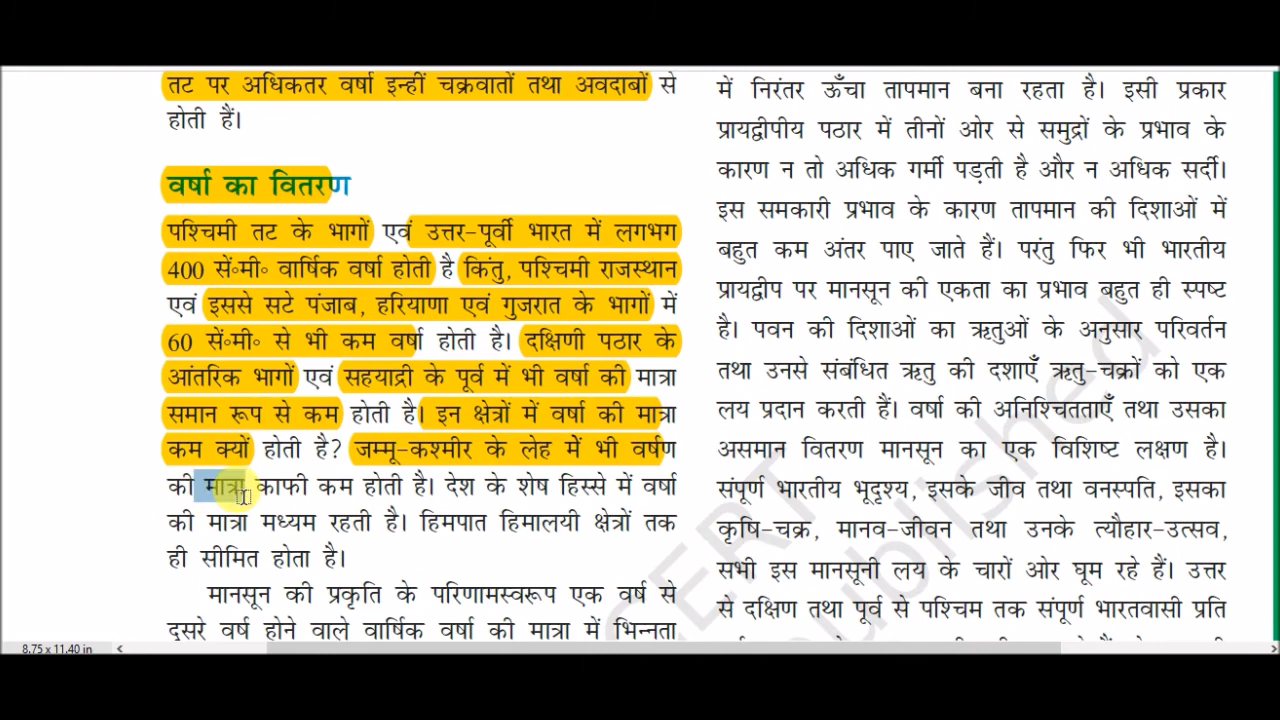 तट पर अधिकतर वर्षा इन्हीं चक्रवातों तथा अवदाबों से
होती हैं।
वर्षा का वितरण
पश्चिमी तट के भागों एवं उत्तर-पूर्वी भारत में लगभग
400 सें॰मी॰ वार्षिक वर्षा होती है किंतु, पश्चिमी राजस्थान
एवं इससे सटे पंजाब, हरियाणा एवं गुजरात के भागों में
60 सें॰मी॰ से भी कम वर्षा होती है। दक्षिणी पठार के
आंतरिक भागों एवं सहयाद्री के पूर्व में भी वर्षा की मात्रा
समान रूप से कम होती है। इन क्षेत्रों में वर्षा की मात्रा
कम क्यों होती है? जम्मू-कश्मीर के लेह में भी वर्षण
की मात्रा काफी कम होती है। देश के शेष हिस्से में वर्षा
की मात्रा मध्यम रहती है। हिमपात हिमालयी क्षेत्रों तक
ही सीमित होता है।
मानसून की प्रकृति के परिणामस्वरूप एक वर्ष से
दूसरे वर्ष होने वाले वार्षिक वर्षा की मात्रा में भिन्नता
में निरंतर ऊँचा तापमान बना रहता है। इसी प्रकार
प्रायद्वीपीय पठार में तीनों ओर से समुद्रों के प्रभाव के
कारण न तो अधिक गर्मी पड़ती है और न अधिक सर्दी।
इस समकारी प्रभाव के कारण तापमान की दिशाओं में
बहुत कम अंतर पाए जाते हैं। परंतु फिर भी भारतीय
प्रायद्वीप पर मानसून की एकता का प्रभाव बहुत ही स्पष्ट
है। पवन की दिशाओं का ऋतुओं के अनुसार परिवर्तन
तथा उनसे संबंधित ऋतु की दशाएँ ऋतु-चक्रों को एक
लय प्रदान करती हैं। वर्षा की अनिश्चितताएँ तथा उसका
असमान वितरण मानसून का एक विशिष्ट लक्षण है।
संपूर्ण भारतीय भूदृश्य, इसके जीव तथा वनस्पति, इसका
कृषि-चक्र, मानव-जीवन तथा उनके त्यौहार-उत्सव,
सभी इस मानसूनी लय के चारों ओर घूम रहे हैं। उत्तर
से दक्षिण तथा पूर्व से पश्चिम तक संपूर्ण भारतवासी प्रति
8.75 x 11.40 in